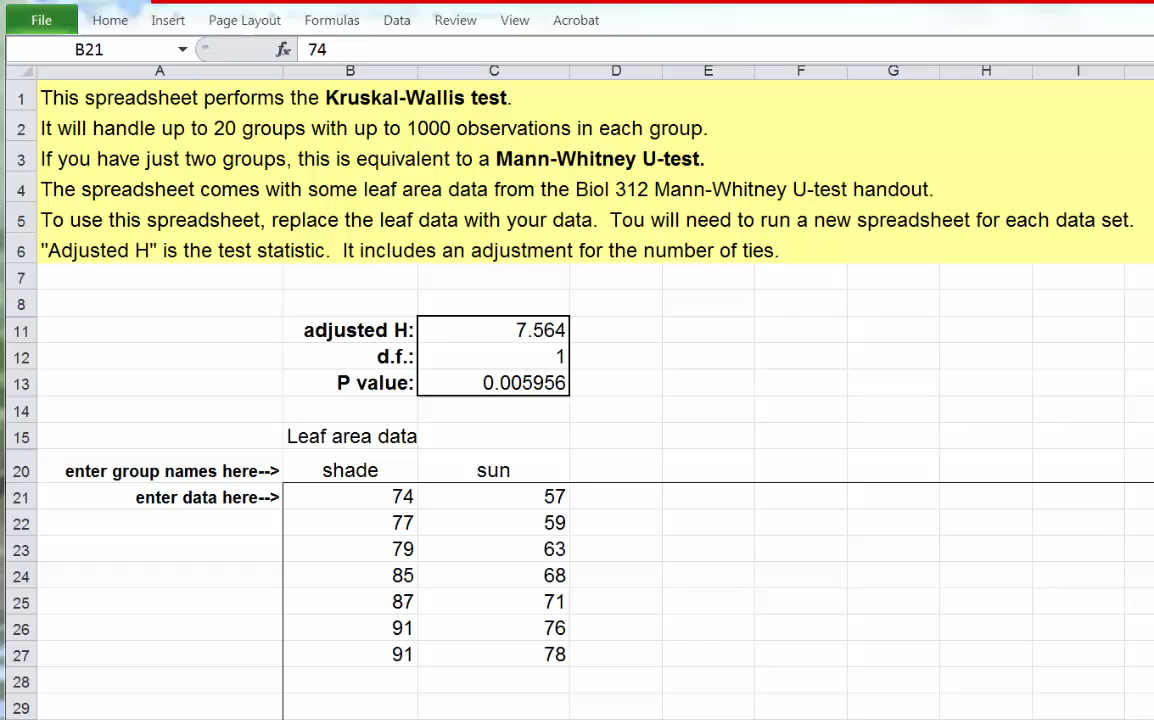 File Home Insert Page Layout Formulas Data Review View Acrobat
B21 fx 74
A B C D E F G H I
1 This spreadsheet performs the Kruskal-Wallis test.
2 It will handle up to 20 groups with up to 1000 observations in each group.
3 If you have just two groups, this is equivalent to a Mann-Whitney U-test.
4 The spreadsheet comes with some leaf area data from the Biol 312 Mann-Whitney U-test handout.
5 To use this spreadsheet, replace the leaf data with your data.  Tou will need to run a new spreadsheet for each data set.
6 "Adjusted H" is the test statistic.  It includes an adjustment for the number of ties.
7
8
11 adjusted H: 7.564
12 d.f.: 1
13 P value: 0.005956
14
15 Leaf area data
20 enter group names here--> shade sun
21 enter data here--> 74 57
22 77 59
23 79 63
24 85 68
25 87 71
26 91 76
27 91 78
28
29